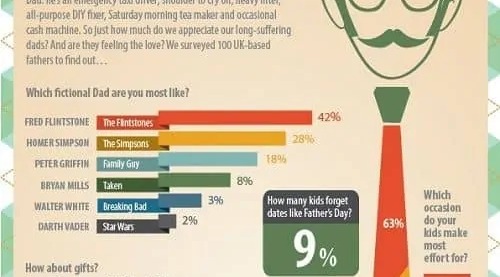 Dad: he's an emergency taxi driver, shoulder to cry on, heavy lifter,
all-purpose DIY fixer, Saturday morning tea maker and occasional
cash machine. So just how much do we appreciate our long-suffering
dads? And are they feeling the love? We surveyed 100 UK-based
fathers to find out...
Which fictional Dad are you most like?
FRED FLINTSTONE The Flintstones 42%
HOMER SIMPSON The Simpsons 28%
PETER GRIFFIN Family Guy 18%
BRYAN MILLS Taken 8%
WALTER WHITE Breaking Bad 3%
DARTH VADER Star Wars 2%
How many kids forget
dates like Father's Day?
9%
63%
Which
occasion
do your
kids make
most
effort for?
How about gifts?